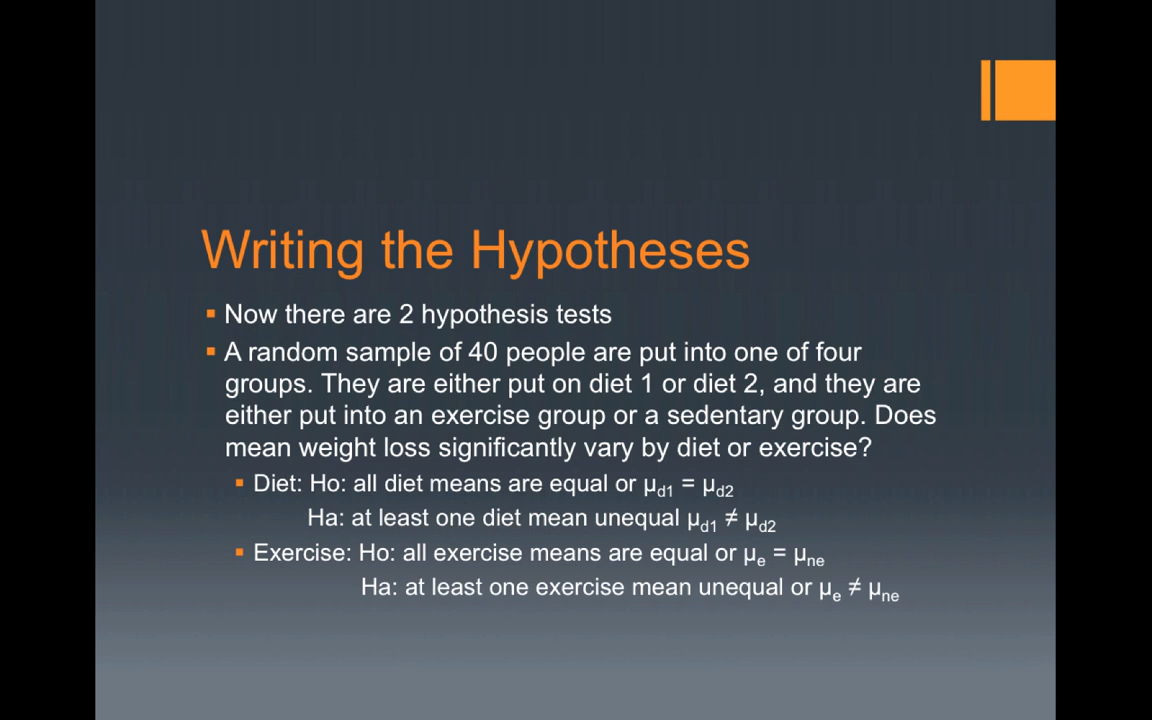 Writing the Hypotheses
Now there are 2 hypothesis tests
A random sample of 40 people are put into one of four
groups. They are either put on diet 1 or diet 2, and they are
either put into an exercise group or a sedentary group. Does
mean weight loss significantly vary by diet or exercise?
Diet: Ho: all diet means are equal or μd1 = μd2
Ha: at least one diet mean unequal μd1 ≠ μd2
Exercise: Ho: all exercise means are equal or μe = μne
Ha: at least one exercise mean unequal or μe ≠ μne